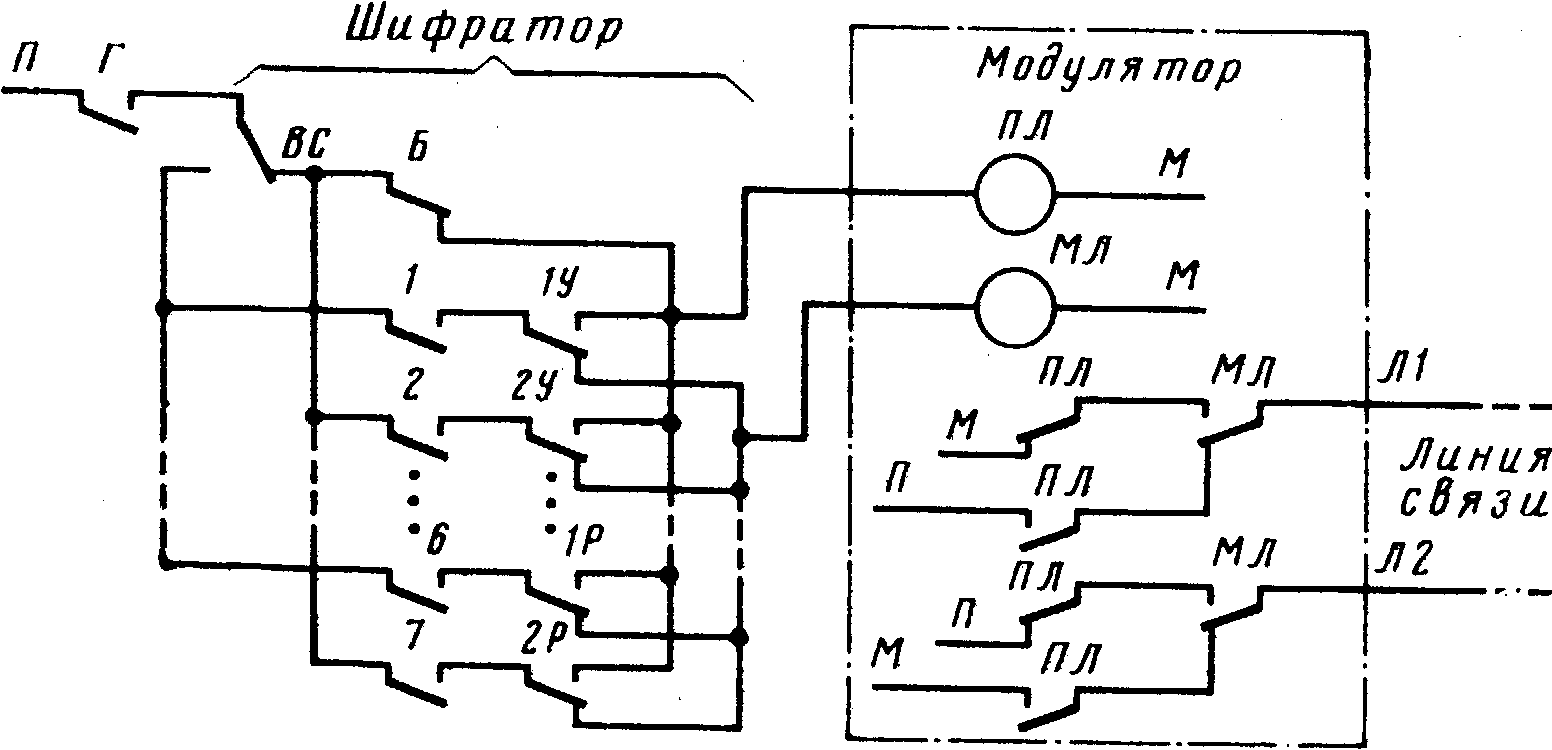 Шифратор
П Г
ВС Б
1 1У
2 2У
6 1Р
7 2Р
Модулятор
ПЛ М
МЛ М
ПЛ МЛ Л1
М
П ПЛ
Линия
связи
ПЛ МЛ Л2
П
М ПЛ